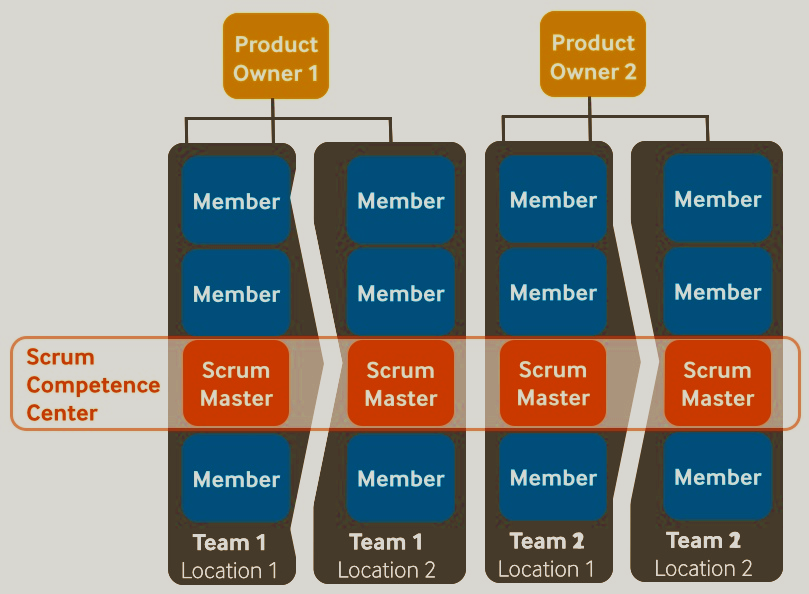 Product
Owner 1
Product
Owner 2
Member
Member
Member
Member
Member
Member
Member
Member
Scrum
Competence
Center
Scrum
Master
Scrum
Master
Scrum
Master
Scrum
Master
Member
Member
Member
Member
Team 1
Location 1
Team 1
Location 2
Team 2
Location 1
Team 2
Location 2